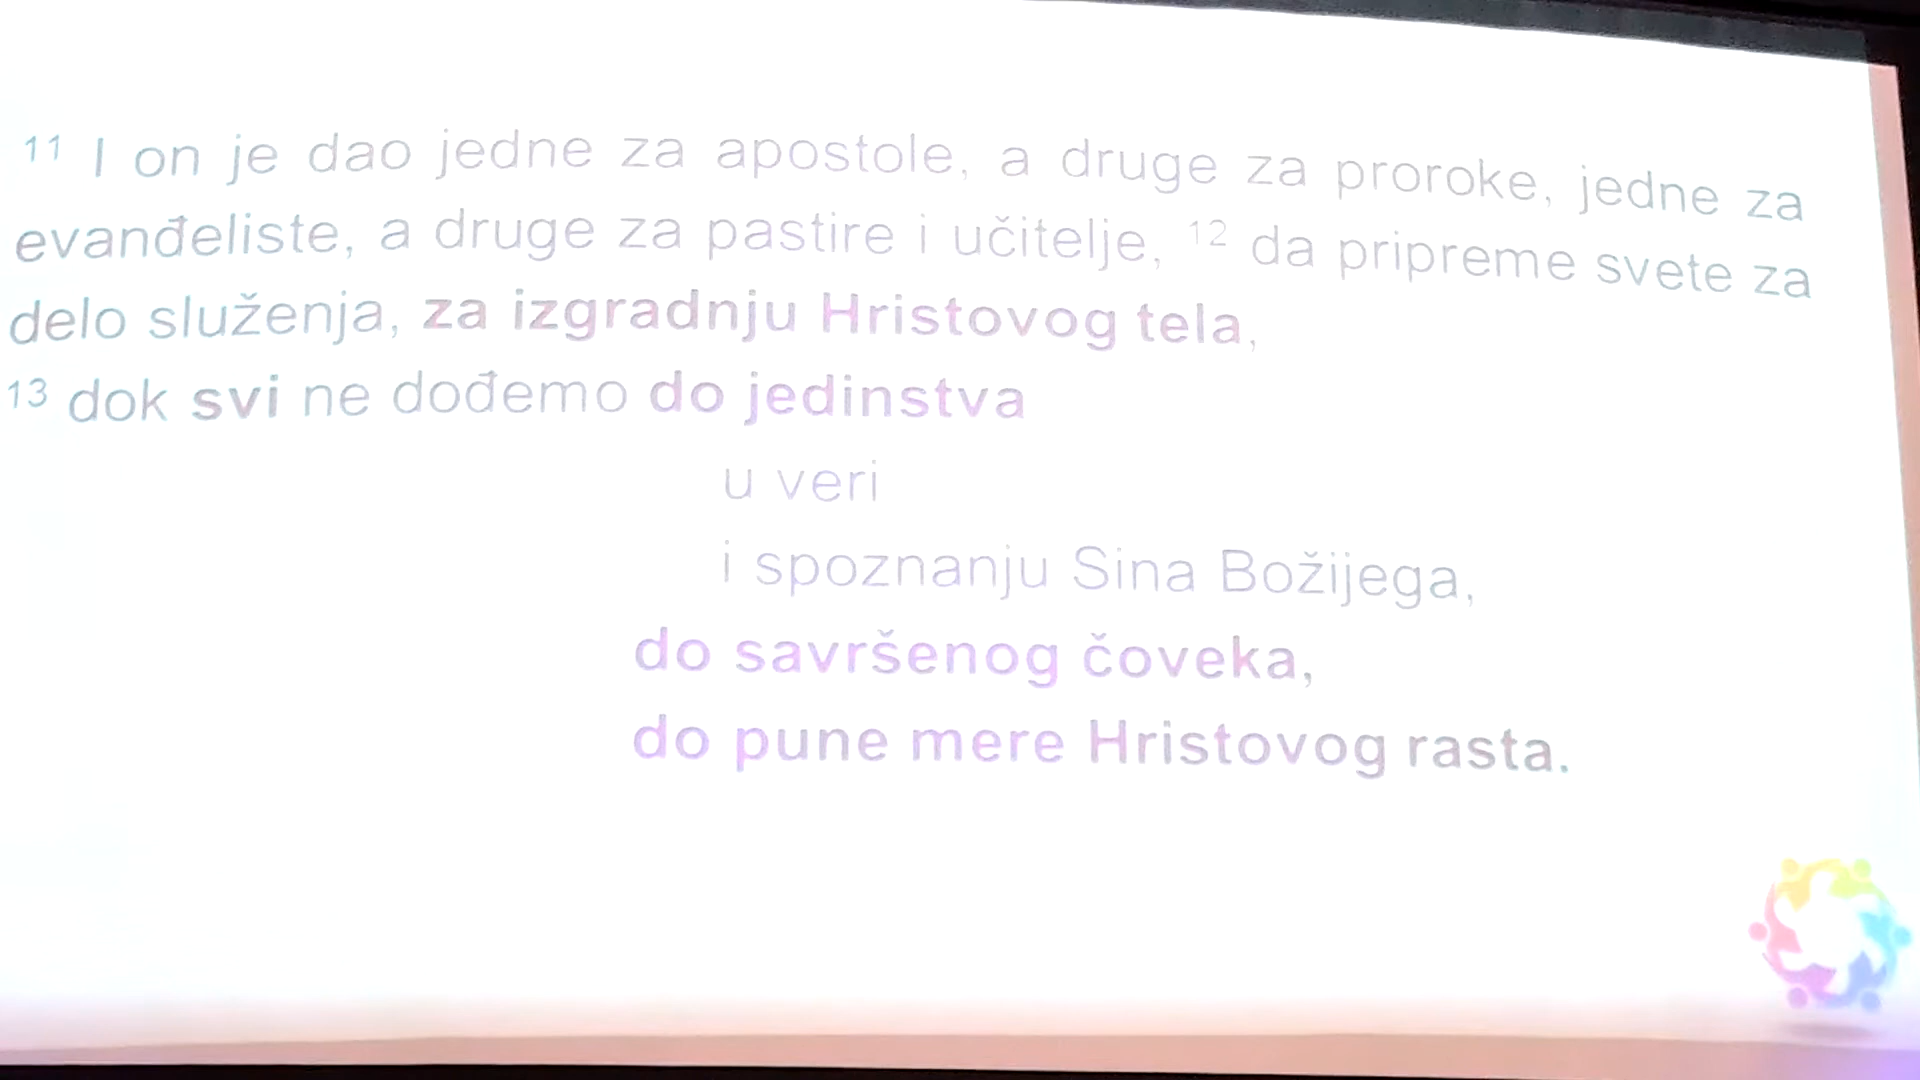 11 I on je dao jedne za apostole, a druge za proroke, jedne za
evanđeliste, a druge za pastire i učitelje, 12 da pripreme svete za
delo služenja, za izgradnju Hristovog tela,
13 dok svi ne dođemo do jedinstva
u veri
i spoznanju Sina Božijega,
do savršenog čoveka,
do pune mere Hristovog rasta.